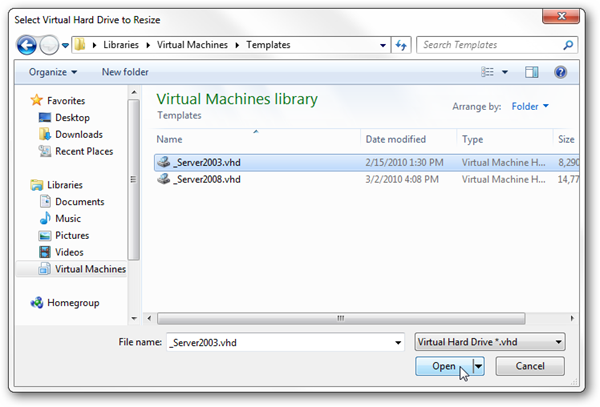 Select Virtual Hard Drive to Resize
Libraries Virtual Machines Templates Search Templates
Organize New folder
Favorites
Desktop
Downloads
Recent Places
Libraries
Documents
Music
Pictures
Videos
Virtual Machines
Homegroup
Virtual Machines library
Templates
Arrange by: Folder
Name Date modified Type Size
_Server2003.vhd 2/15/2010 1:30 PM Virtual Machine H... 8,290
_Server2008.vhd 3/2/2010 4:08 PM Virtual Machine H... 14,77
File name: _Server2003.vhd Virtual Hard Drive *.vhd
Open Cancel